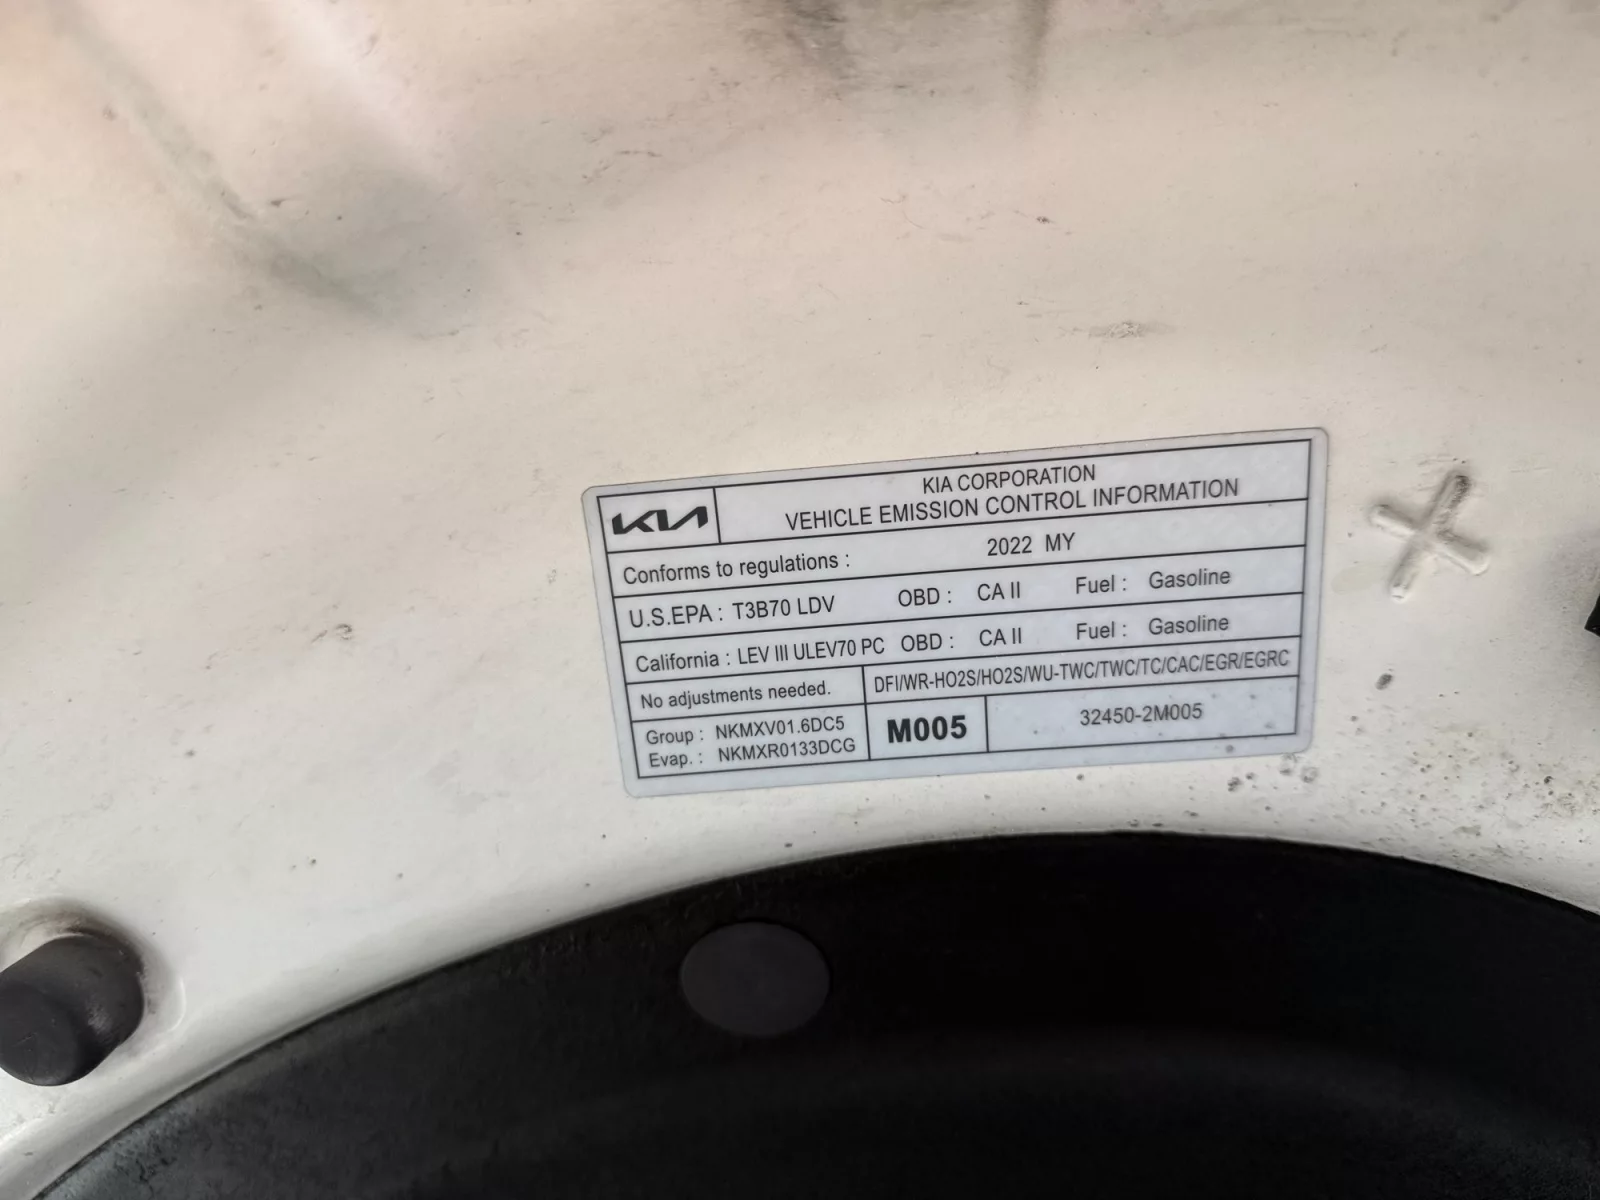 KIA
KIA CORPORATION
VEHICLE EMISSION CONTROL INFORMATION
Conforms to regulations : 2022 MY
U.S.EPA : T3B70 LDV OBD : CA II Fuel : Gasoline
California : LEV III ULEV70 PC OBD : CA II Fuel : Gasoline
No adjustments needed. DFI/WR-HO2S/HO2S/WU-TWC/TWC/TC/CAC/EGR/EGRC
Group : NKMXV01.6DC5
Evap. : NKMXR0133DCG
M005
32450-2M005